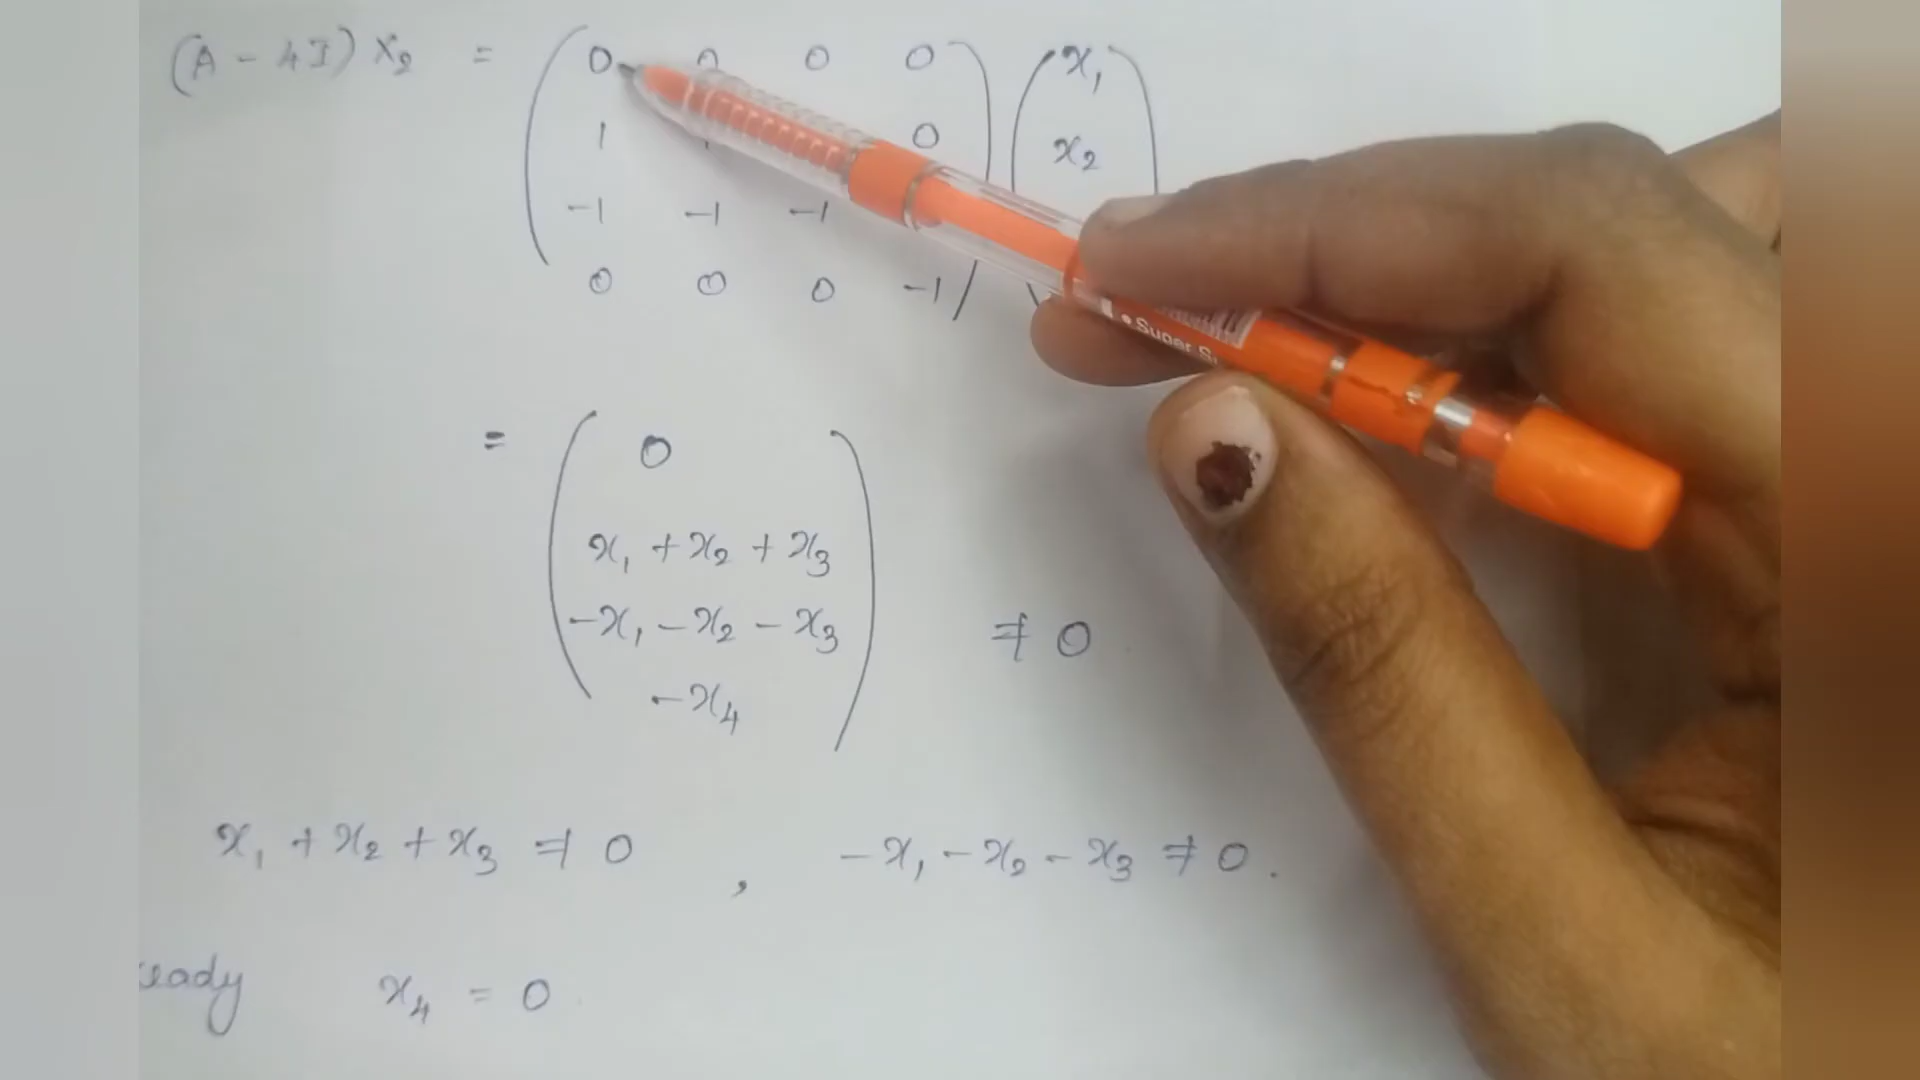 (A - 4I) X₂ = 0 0 0 0 x₁
1 0 x₂
-1 -1 -1
0 0 0 -1
• Super
= 0
x₁ + x₂ + x₃
-x₁ - x₂ - x₃ ≠ 0
-x₄
x₁ + x₂ + x₃ ≠ 0 , -x₁ - x₂ - x₃ ≠ 0.
x₄ = 0